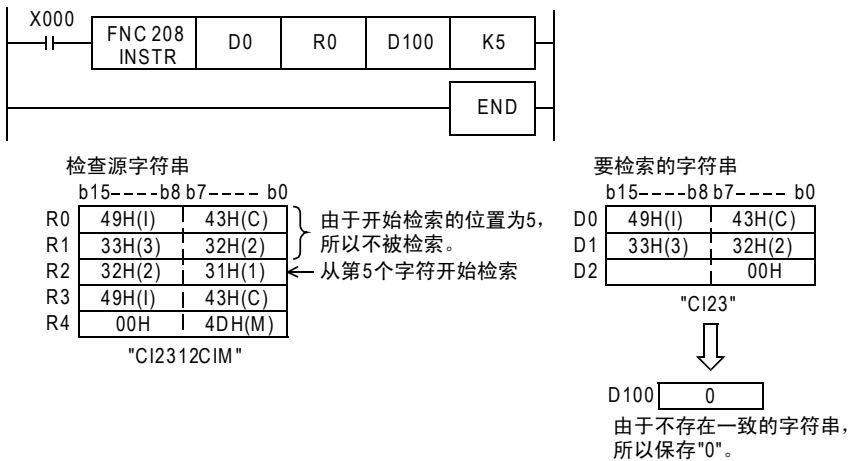 X000
FNC 208 INSTR D0 R0 D100 K5
END
检查源字符串
b15----b8 b7---- b0
R0 49H(I) 43H(C)
R1 33H(3) 32H(2)
R2 32H(2) 31H(1)
R3 49H(I) 43H(C)
R4 00H 4DH(M)
"CI2312CIM"
由于开始检索的位置为5，
所以不被检索。
从第5个字符开始检索
要检索的字符串
b15----b8 b7---- b0
D0 49H(I) 43H(C)
D1 33H(3) 32H(2)
D2 00H
"CI23"
D100 0
由于不存在一致的字符串，
所以保存"0"。